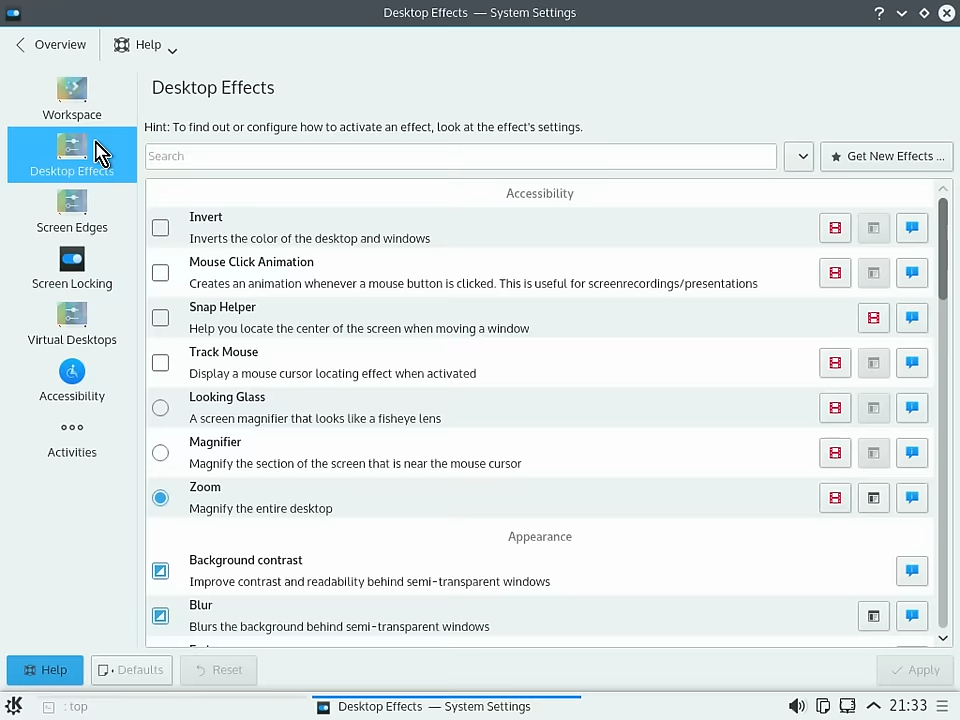 Desktop Effects — System Settings
?
Overview
Help
Workspace
Desktop Effects
Screen Edges
Screen Locking
Virtual Desktops
Accessibility
Activities
Desktop Effects
Hint: To find out or configure how to activate an effect, look at the effect's settings.
Search
Get New Effects ...
Accessibility
Invert
Inverts the color of the desktop and windows
Mouse Click Animation
Creates an animation whenever a mouse button is clicked. This is useful for screenrecordings/presentations
Snap Helper
Help you locate the center of the screen when moving a window
Track Mouse
Display a mouse cursor locating effect when activated
Looking Glass
A screen magnifier that looks like a fisheye lens
Magnifier
Magnify the section of the screen that is near the mouse cursor
Zoom
Magnify the entire desktop
Appearance
Background contrast
Improve contrast and readability behind semi-transparent windows
Blur
Blurs the background behind semi-transparent windows
Help
Defaults
Reset
Apply
: top
Desktop Effects — System Settings
21:33